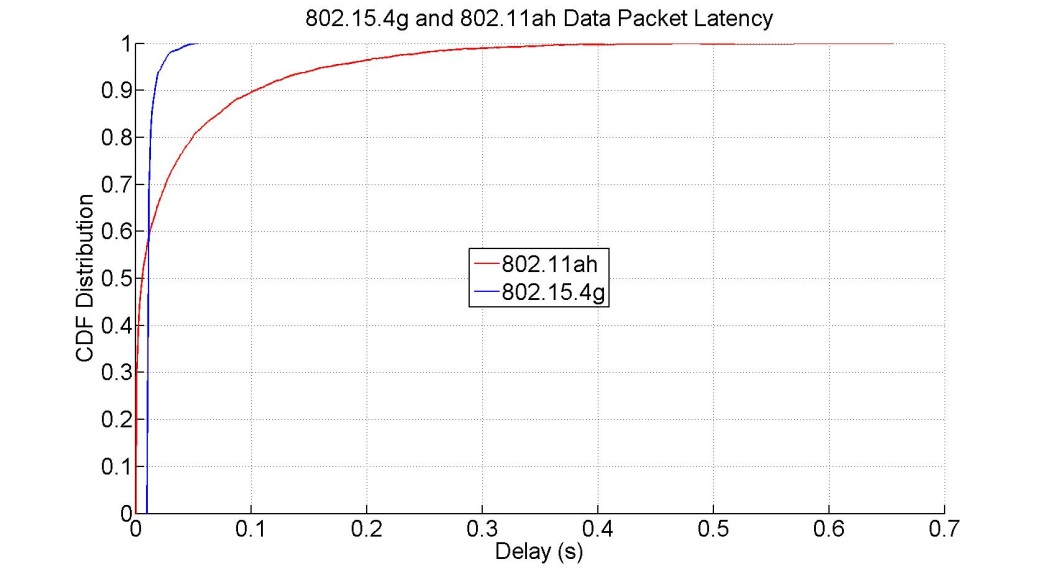 802.15.4g and 802.11ah Data Packet Latency
1
0.9
0.8
0.7
0.6
0.5
0.4
0.3
0.2
0.1
0
CDF Distribution
802.11ah
802.15.4g
0 0.1 0.2 0.3 0.4 0.5 0.6 0.7
Delay (s)